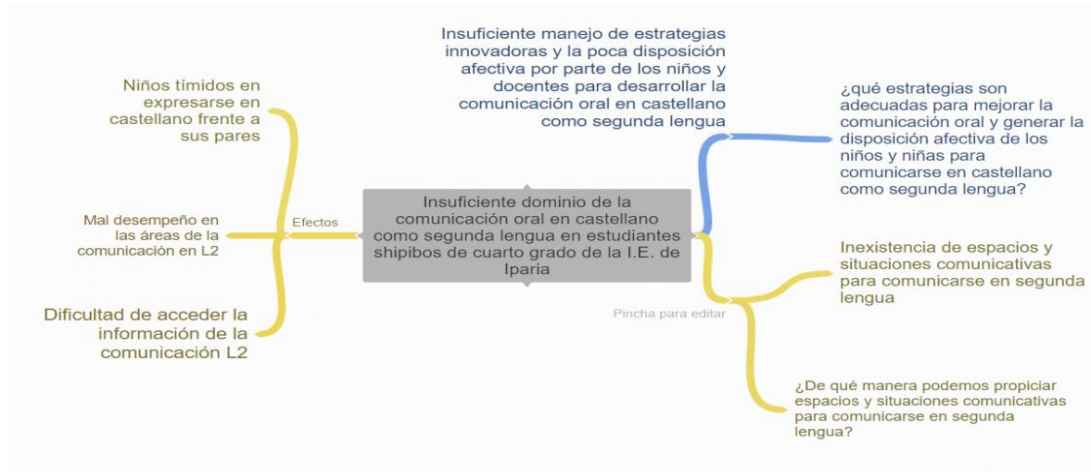 Insuficiente manejo de estrategias
innovadoras y la poca disposición
afectiva por parte de los niños y
docentes para desarrollar la
comunicación oral en castellano
como segunda lengua
Niños tímidos en
expresarse en
castellano frente a
sus pares
¿qué estrategias son
adecuadas para mejorar la
comunicación oral y generar la
disposición afectiva de los
niños y niñas para
comunicarse en castellano
como segunda lengua?
Mal desempeño en
las áreas de la
comunicación en L2
Efectos
Insuficiente dominio de la
comunicación oral en castellano
como segunda lengua en estudiantes
shipibos de cuarto grado de la I.E. de
Iparia
Inexistencia de espacios y
situaciones comunicativas
para comunicarse en segunda
lengua
Dificultad de acceder la
información de la
comunicación L2
Pincha para editar
¿De qué manera podemos propiciar
espacios y situaciones comunicativas
para comunicarse en segunda
lengua?